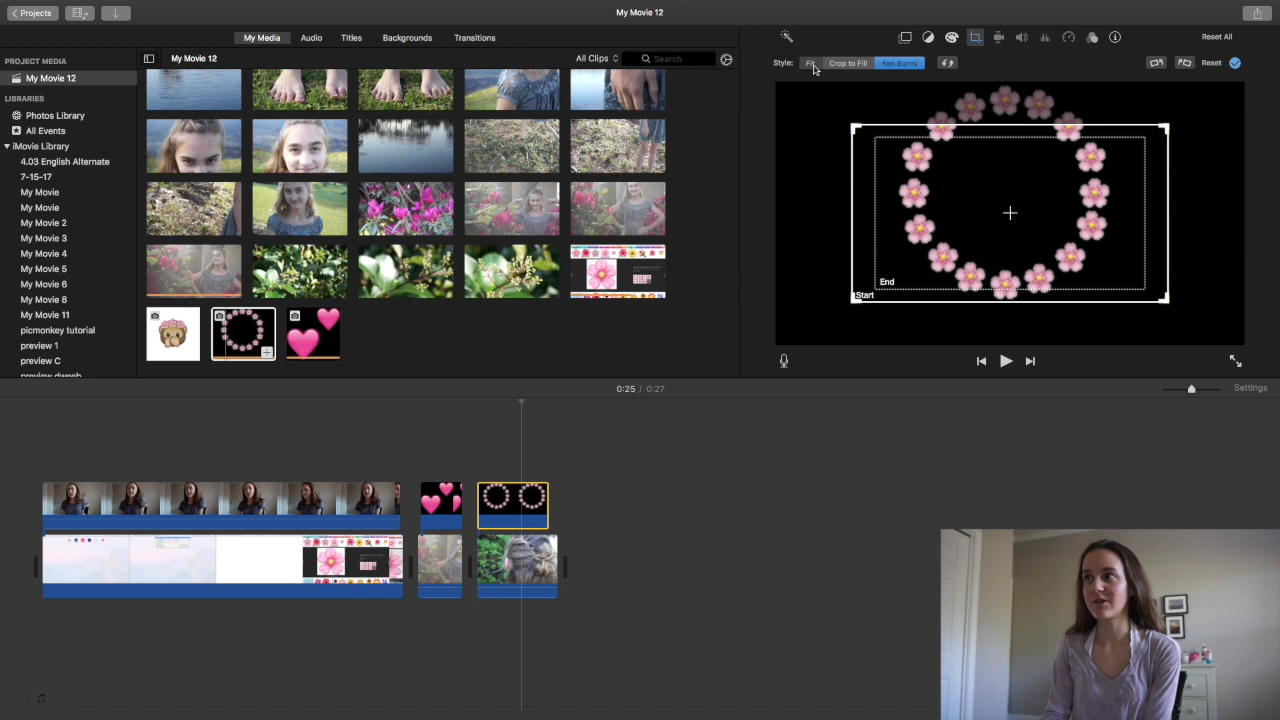 Projects
My Movie 12
My Media
Audio
Titles
Backgrounds
Transitions
Reset All
PROJECT MEDIA
My Movie 12
All Clips
Search
Style:
Fit
Crop to Fill
Ken Burns
Reset
My Movie 12
LIBRARIES
Photos Library
All Events
iMovie Library
4.03 English Alternate
7-15-17
My Movie
My Movie
My Movie 2
My Movie 3
My Movie 4
My Movie 5
My Movie 6
My Movie 8
My Movie 11
picmonkey tutorial
preview 1
preview C
End
Start
0:25 / 0:27
Settings